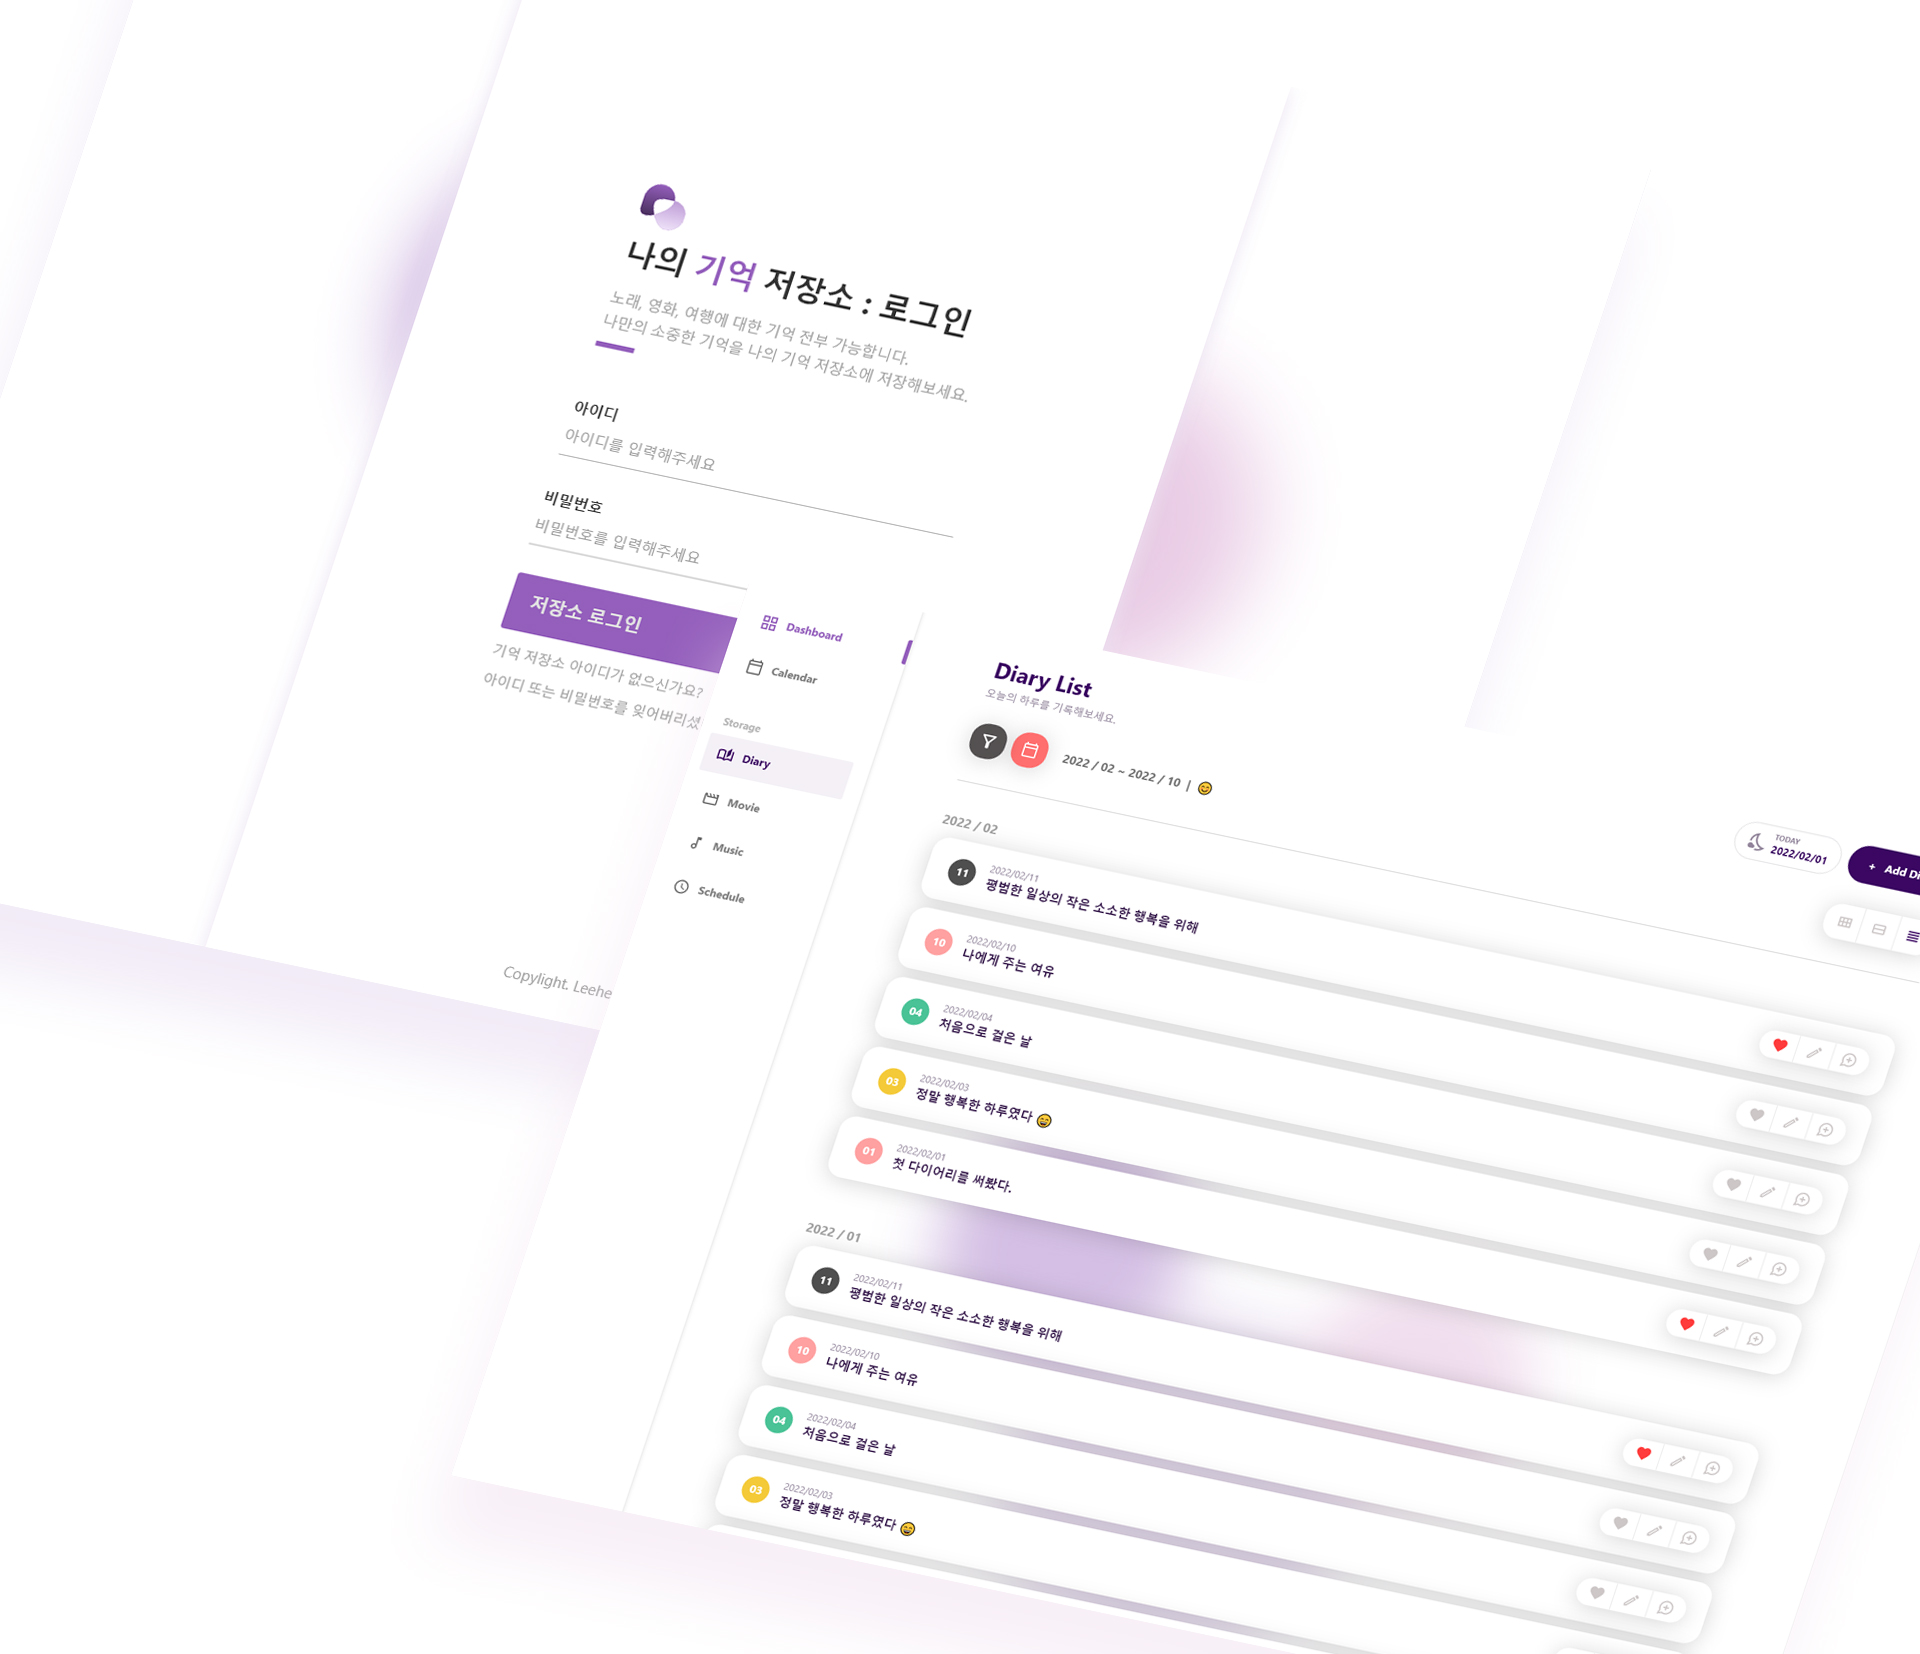 나의 기억 저장소 : 로그인
노래, 영화, 여행에 대한 기억 전부 가능합니다.
나만의 소중한 기억을 나의 기억 저장소에 저장해보세요.
아이디
아이디를 입력해주세요
비밀번호
비밀번호를 입력해주세요
저장소 로그인
기억 저장소 아이디가 없으신가요?
아이디 또는 비밀번호를 잊어버리셨
Copylight. Leehe
Dashboard
Calendar
Storage
Diary
Movie
Music
Schedule
Diary List
오늘의 하루를 기록해보세요.
2022 / 02 ~ 2022 / 10 | 😊
TODAY
2022/02/01
+ Add Di
2022 / 02
11
2022/02/11
평범한 일상의 작은 소소한 행복을 위해
10
2022/02/10
나에게 주는 여유
04
2022/02/04
처음으로 걸은 날
03
2022/02/03
정말 행복한 하루였다 😄
01
2022/02/01
첫 다이어리를 써봤다.
2022 / 01
11
2022/02/11
평범한 일상의 작은 소소한 행복을 위해
10
2022/02/10
나에게 주는 여유
04
2022/02/04
처음으로 걸은 날
03
2022/02/03
정말 행복한 하루였다 😄